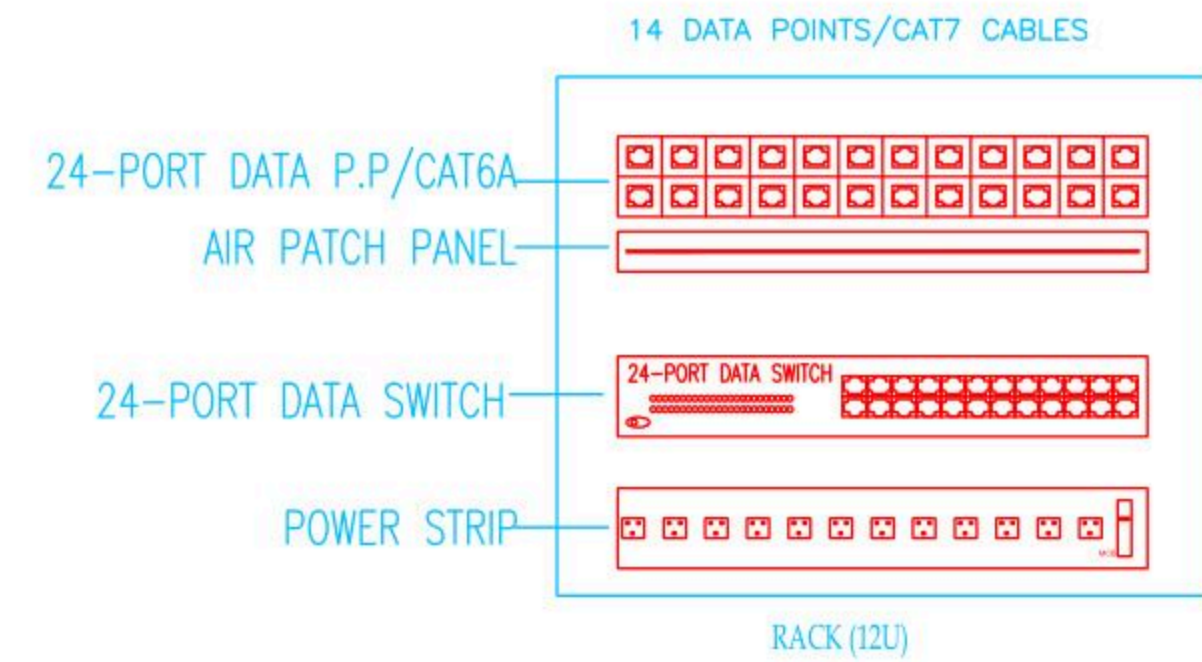 14 DATA POINTS/CAT7 CABLES
24-PORT DATA P.P/CAT6A
AIR PATCH PANEL
24-PORT DATA SWITCH
24-PORT DATA SWITCH
POWER STRIP
RACK (12U)